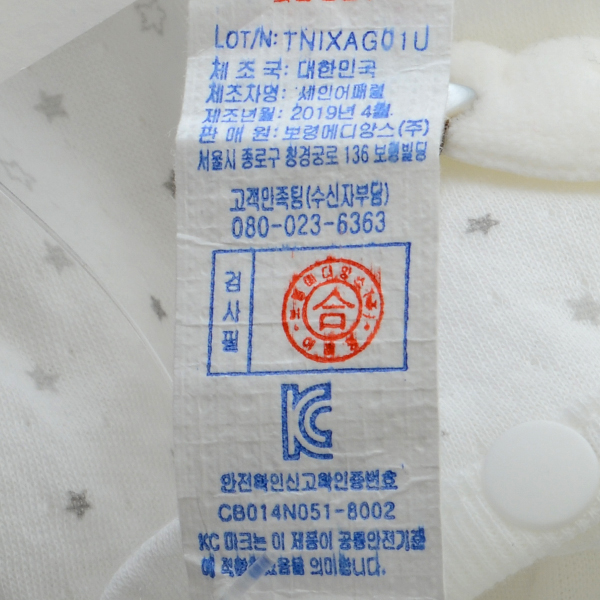 LOT/N: TNIXAG01U
제 조 국: 대한민국
제조자명: 세인어패럴
제조년월: 2019년 4월
판 매 원: 보령메디앙스(주)
서울시 종로구 창경궁로 136 보령빌딩
고객만족팀(수신자부담)
080-023-6363
검사필
合
안전확인신고확인증번호
CB014N051-8002
KC 마크는 이 제품이 공통안전기준
에 적합 의미합니다.